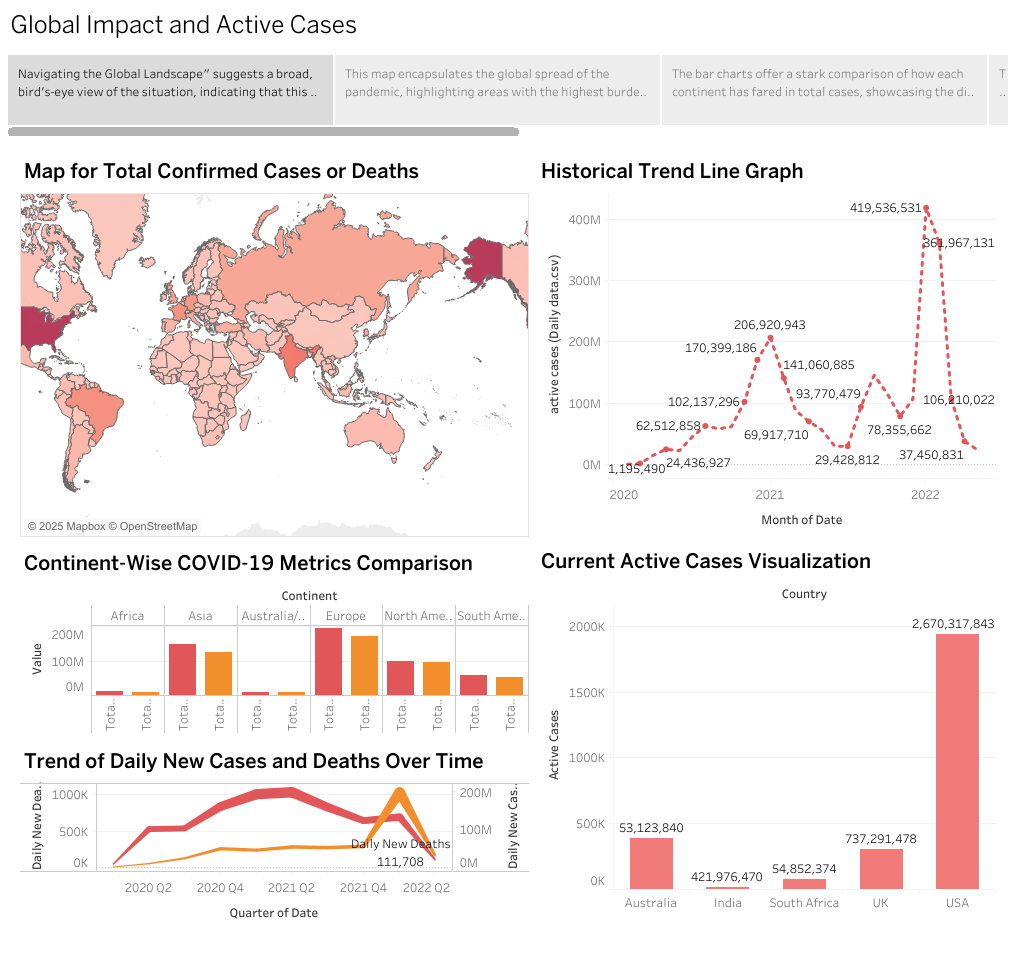 Global Impact and Active Cases
Navigating the Global Landscape” suggests a broad,
bird’s-eye view of the situation, indicating that this ..
This map encapsulates the global spread of the
pandemic, highlighting areas with the highest burde..
The bar charts offer a stark comparison of how each
continent has fared in total cases, showcasing the di..
T
..
Map for Total Confirmed Cases or Deaths
© 2025 Mapbox © OpenStreetMap
Historical Trend Line Graph
active cases (Daily data.csv)
400M
300M
200M
100M
0M
419,536,531
361,967,131
206,920,943
170,399,186
141,060,885
102,137,296
93,770,479
106,210,022
62,512,858
69,917,710
78,355,662
1,195,490
24,436,927
29,428,812
37,450,831
2020
2021
2022
Month of Date
Continent-Wise COVID-19 Metrics Comparison
Continent
Africa
Asia
Australia/..
Europe
North Ame..
South Ame..
Value
200M
100M
0M
Tota..
Tota..
Tota..
Tota..
Tota..
Tota..
Tota..
Tota..
Tota..
Tota..
Tota..
Tota..
Trend of Daily New Cases and Deaths Over Time
Daily New Dea..
1000K
500K
0K
Daily New Deaths
111,708
200M
100M
0M
Daily New Cas..
2020 Q2
2020 Q4
2021 Q2
2021 Q4
2022 Q2
Quarter of Date
Current Active Cases Visualization
Country
Active Cases
2000K
1500K
1000K
500K
0K
53,123,840
421,976,470
54,852,374
737,291,478
2,670,317,843
Australia
India
South Africa
UK
USA